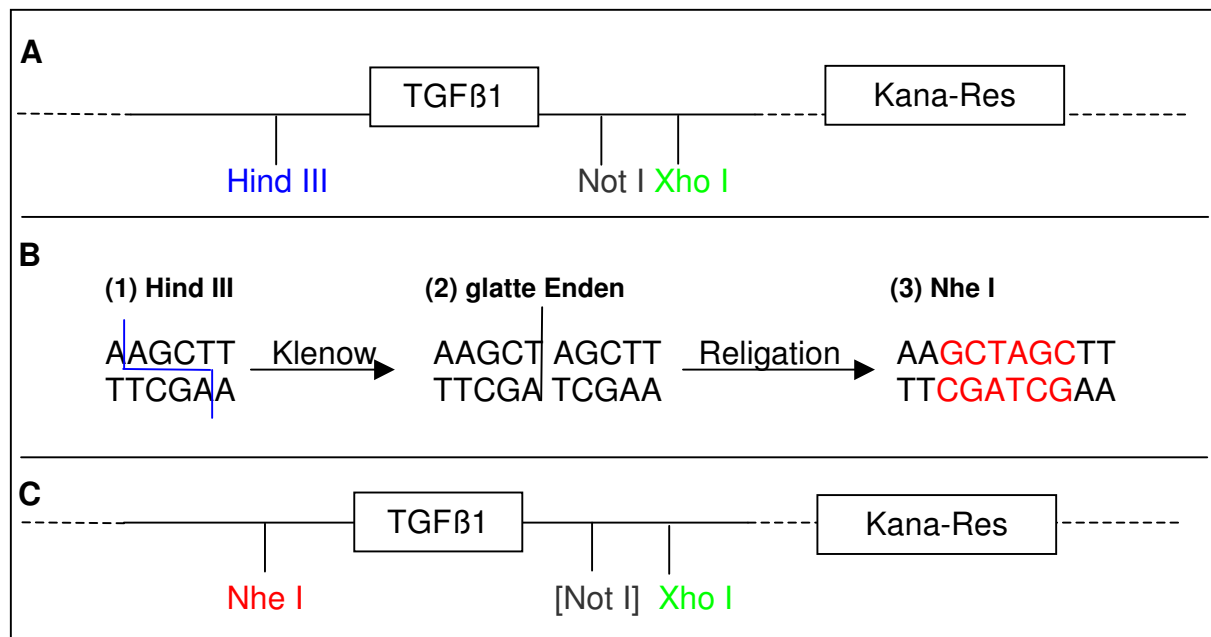 A
TGFß1
Kana-Res
Hind III
Not I
Xho I
B
(1) Hind III
(2) glatte Enden
(3) Nhe I
AAGCTT
Klenow
AAGCT AGCTT
Religation
AAGCTAGCTT
TTCGAA
TTCGA TCGAA
TTCGATCGAA
C
TGFß1
Kana-Res
Nhe I
[Not I]
Xho I